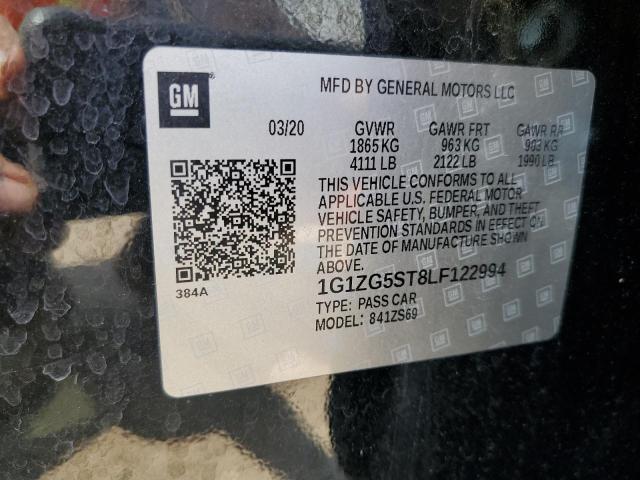 GM
MFD BY GENERAL MOTORS LLC
03/20 GVWR GAWR FRT GAWR RR
1865 KG 963 KG 903 KG
4111 LB 2122 LB 1990 LB
THIS VEHICLE CONFORMS TO ALL
APPLICABLE U.S. FEDERAL MOTOR
VEHICLE SAFETY, BUMPER, AND THEFT
PREVENTION STANDARDS IN EFFECT ON
THE DATE OF MANUFACTURE SHOWN
ABOVE.
384A
1G1ZG5ST8LF122994
TYPE: PASS CAR
MODEL: 841ZS69